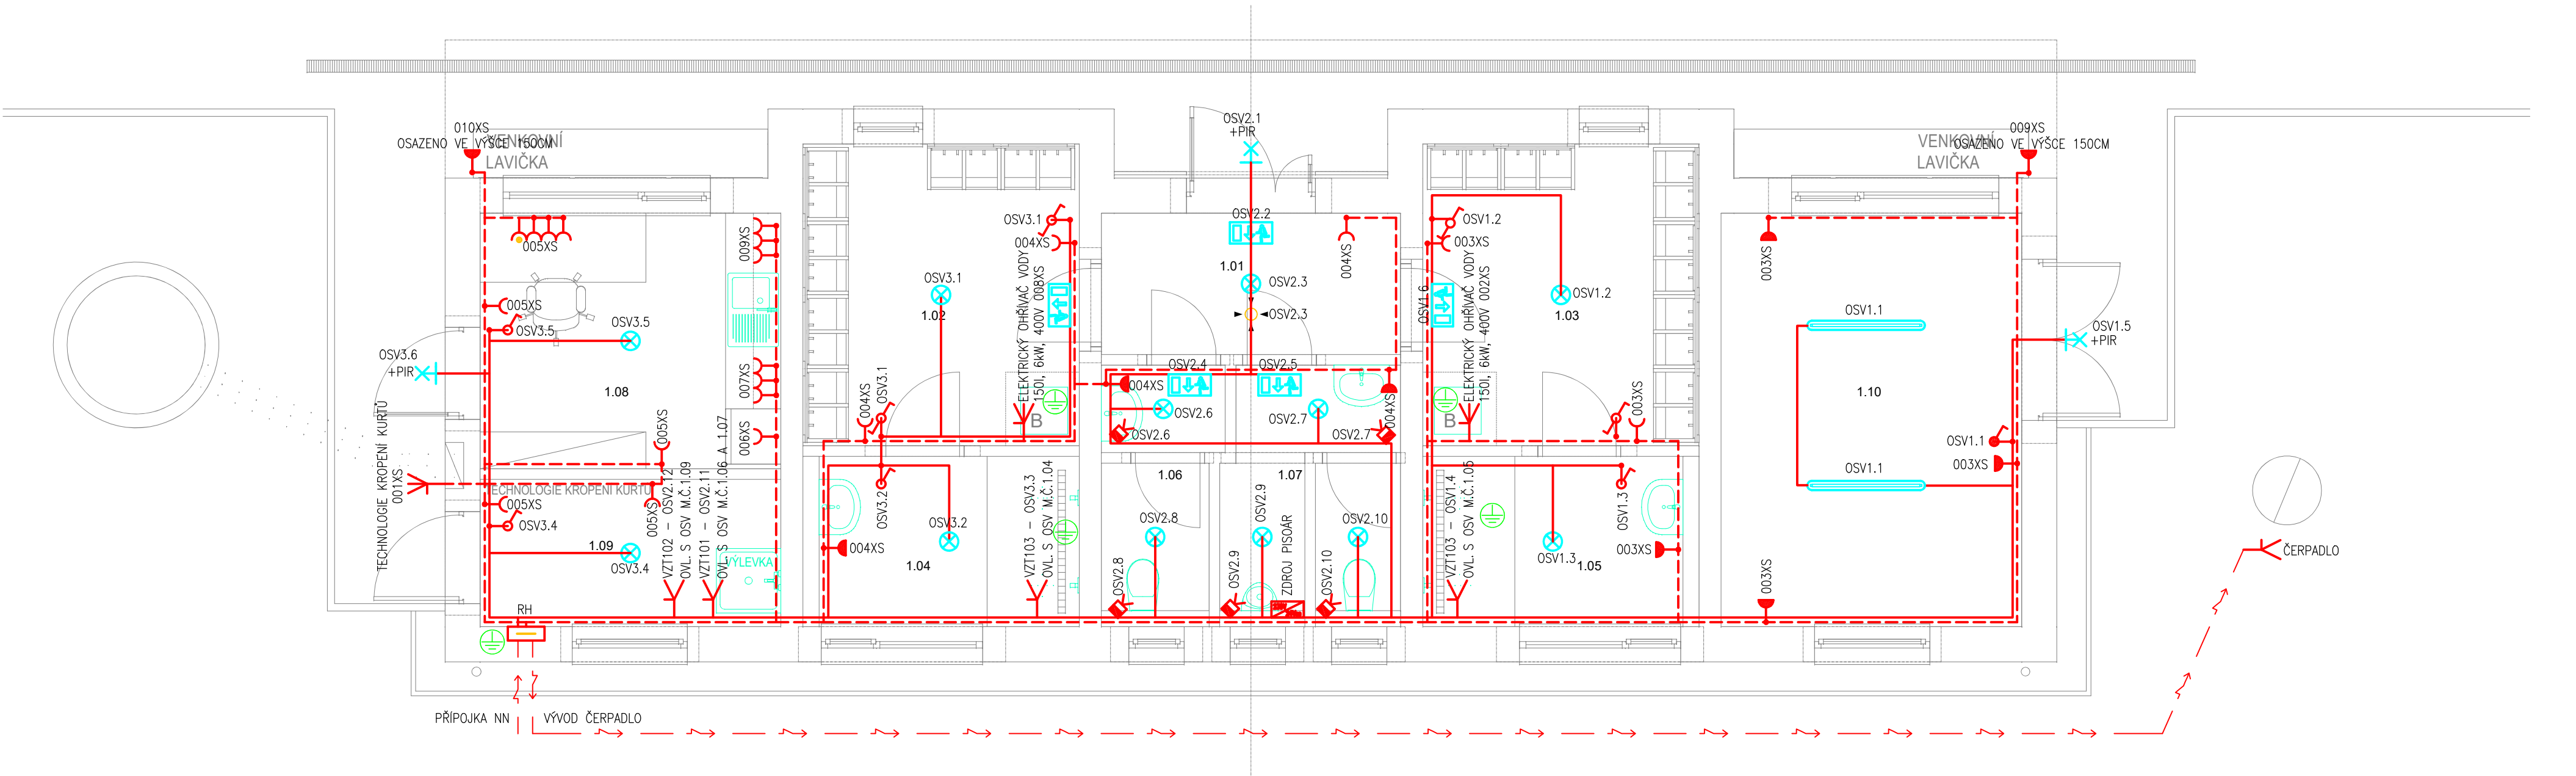 OSV2.1
+PIR
010XS
OSAZENO VE VÝŠCE 150CM
VENKOVNÍ
LAVIČKA
009XS
OSAZENO VE VÝŠCE 150CM
VENKOVNÍ
LAVIČKA
005XS
009XS
OSV3.1
004XS
OSV2.2
004XS
OSV1.2
003XS
003XS
1.01
OSV2.3
OSV2.3
OSV3.1
1.02
ELEKTRICKÝ OHŘÍVAČ VODY
150l, 6kW, 400V 008XS
OSV1.6
ELEKTRICKÝ OHŘÍVAČ VODY
150l, 6kW, 400V 002XS
OSV1.2
1.03
OSV1.1
005XS
OSV3.5
OSV3.5
OSV3.6
+PIR
OSV1.5
+PIR
1.08
007XS
006XS
005XS
004XS
OSV3.1
B
004XS
OSV2.4
OSV2.5
OSV2.6
OSV2.7
004XS
OSV2.6
OSV2.7
B
003XS
1.10
OSV1.1
003XS
OSV1.1
TECHNOLOGIE KROPENÍ KURTŮ
001XS
TECHNOLOGIE KROPENÍ KURTŮ
005XS
OSV3.4
005XS
VZT102 – OSV2.12
OVL. S OSV M.Č.1.09
VZT101 – OSV2.11
OVL. S OSV M.Č.1.06 A 1.07
1.09
OSV3.4
VÝLEVKA
OSV3.2
OSV3.2
004XS
1.04
VZT103 – OSV3.3
OVL. S OSV M.Č.1.04
1.06
1.07
OSV2.8
OSV2.9
OSV2.10
OSV2.8
OSV2.9
ZDROJ PISOÁR
OSV2.10
VZT103 – OSV1.4
OVL. S OSV M.Č.1.05
OSV1.3
OSV1.3
1.05
003XS
003XS
ČERPADLO
RH
PŘÍPOJKA NN
VÝVOD ČERPADLO